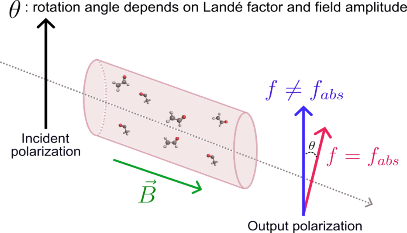 θ : rotation angle depends on Landé factor and field amplitude
f ≠ f_abs
Incident
polarization
θ
f = f_abs
B⃗
Output polarization